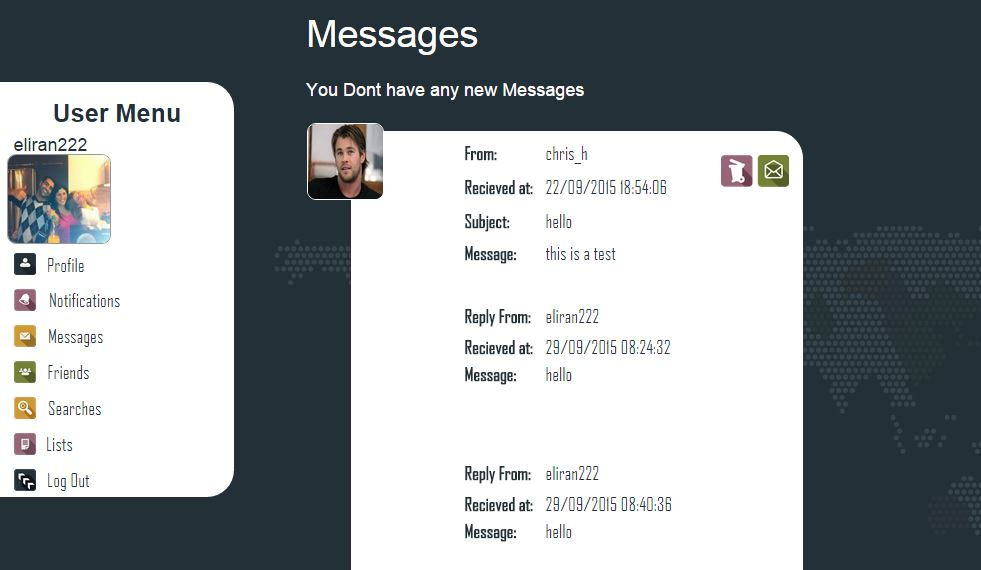 Messages
You Dont have any new Messages
User Menu
eliran222
Profile
Notifications
Messages
Friends
Searches
Lists
Log Out
From: chris_h
Recieved at: 22/09/2015 18:54:06
Subject: hello
Message: this is a test
Reply From: eliran222
Recieved at: 29/09/2015 08:24:32
Message: hello
Reply From: eliran222
Recieved at: 29/09/2015 08:40:36
Message: hello